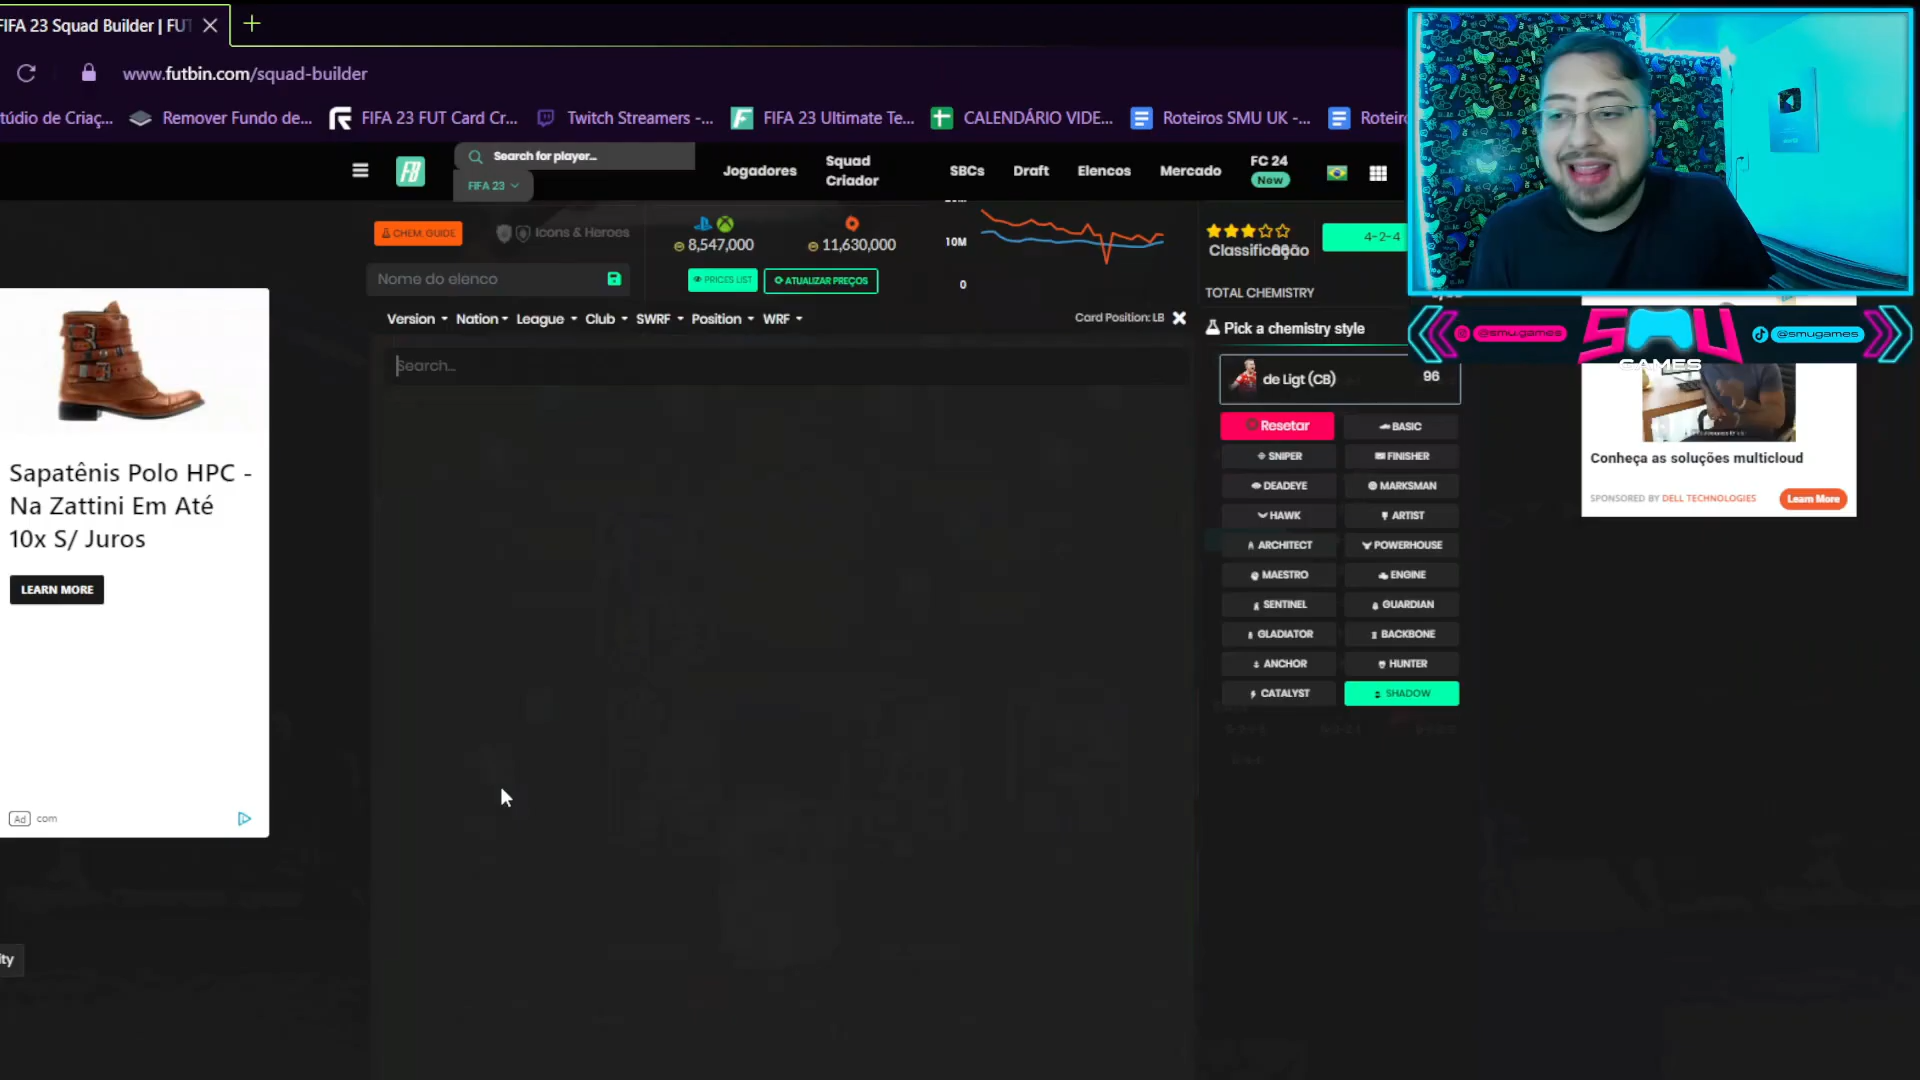 FIFA 23 Squad Builder | FUT
www.futbin.com/squad-builder
túdio de Criaç...
Remover Fundo de...
FIFA 23 FUT Card Cr...
Twitch Streamers -...
FIFA 23 Ultimate Te...
CALENDÁRIO VIDE...
Roteiros SMU UK -...
Roteiro
Search for player...
FIFA 23
Jogadores
Squad
Criador
SBCs
Draft
Elencos
Mercado
FC 24
New
CHEM. GUIDE
Icons & Heroes
8,547,000
11,630,000
10M
0
Classificação
4-2-4
Nome do elenco
PRICES LIST
ATUALIZAR PREÇOS
TOTAL CHEMISTRY
Version
Nation
League
Club
SWRF
Position
WRF
Card Position: LB
Search...
Pick a chemistry style
de Ligt (CB)
96
Resetar
BASIC
SNIPER
FINISHER
DEADEYE
MARKSMAN
HAWK
ARTIST
ARCHITECT
POWERHOUSE
MAESTRO
ENGINE
SENTINEL
GUARDIAN
GLADIATOR
BACKBONE
ANCHOR
HUNTER
CATALYST
SHADOW
Sapatênis Polo HPC -
Na Zattini Em Até
10x S/ Juros
LEARN MORE
Ad
com
ity
@smu.games
SMU
GAMES
@smugames
Conheça as soluções multicloud
SPONSORED BY DELL TECHNOLOGIES
Learn More